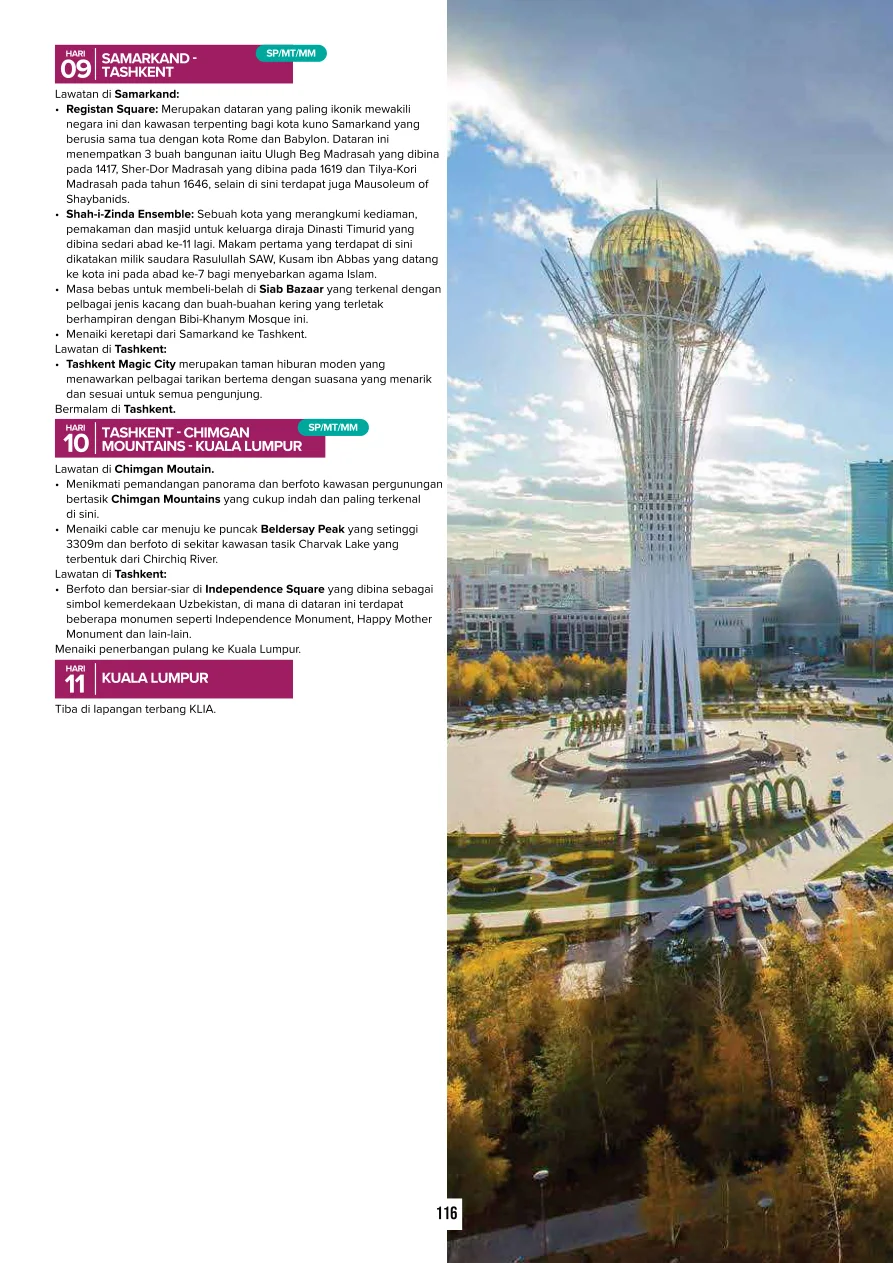 HARI
09
SAMARKAND -
TASHKENT
SP/MT/MM
Lawatan di Samarkand:
• Registan Square: Merupakan dataran yang paling ikonik mewakili
negara ini dan kawasan terpenting bagi kota kuno Samarkand yang
berusia sama tua dengan kota Rome dan Babylon. Dataran ini
menempatkan 3 buah bangunan iaitu Ulugh Beg Madrasah yang dibina
pada 1417, Sher-Dor Madrasah yang dibina pada 1619 dan Tilya-Kori
Madrasah pada tahun 1646, selain di sini terdapat juga Mausoleum of
Shaybanids.
• Shah-i-Zinda Ensemble: Sebuah kota yang merangkumi kediaman,
pemakaman dan masjid untuk keluarga diraja Dinasti Timurid yang
dibina sedari abad ke-11 lagi. Makam pertama yang terdapat di sini
dikatakan milik saudara Rasulullah SAW, Kusam ibn Abbas yang datang
ke kota ini pada abad ke-7 bagi menyebarkan agama Islam.
• Masa bebas untuk membeli-belah di Siab Bazaar yang terkenal dengan
pelbagai jenis kacang dan buah-buahan kering yang terletak
berhampiran dengan Bibi-Khanym Mosque ini.
• Menaiki keretapi dari Samarkand ke Tashkent.
Lawatan di Tashkent:
• Tashkent Magic City merupakan taman hiburan moden yang
menawarkan pelbagai tarikan bertema dengan suasana yang menarik
dan sesuai untuk semua pengunjung.
Bermalam di Tashkent.
HARI
10
TASHKENT - CHIMGAN
MOUNTAINS - KUALA LUMPUR
SP/MT/MM
Lawatan di Chimgan Moutain.
• Menikmati pemandangan panorama dan berfoto kawasan pergunungan
bertasik Chimgan Mountains yang cukup indah dan paling terkenal
di sini.
• Menaiki cable car menuju ke puncak Beldersay Peak yang setinggi
3309m dan berfoto di sekitar kawasan tasik Charvak Lake yang
terbentuk dari Chirchiq River.
Lawatan di Tashkent:
• Berfoto dan bersiar-siar di Independence Square yang dibina sebagai
simbol kemerdekaan Uzbekistan, di mana di dataran ini terdapat
beberapa monumen seperti Independence Monument, Happy Mother
Monument dan lain-lain.
Menaiki penerbangan pulang ke Kuala Lumpur.
HARI
11
KUALA LUMPUR
Tiba di lapangan terbang KLIA.
116